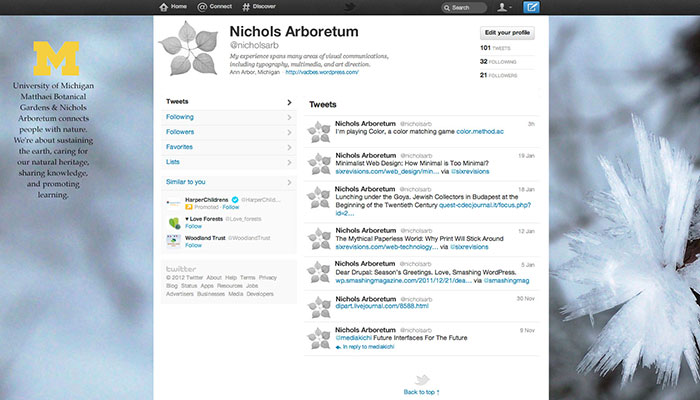 Home
Connect
Discover
Search
M
University of Michigan
Matthaei Botanical
Gardens & Nichols
Arboretum connects
people with nature.
We're about sustaining
the earth, caring for
our natural heritage,
sharing knowledge,
and promoting
learning.
Nichols Arboretum
@nicholsarb
My experience spans many areas of visual communications,
including typography, multimedia, and art direction.
Ann Arbor, Michigan · http://vadbes.wordpress.com/
Edit your profile
101 TWEETS
32 FOLLOWING
21 FOLLOWERS
Tweets
Following
Followers
Favorites
Lists
Similar to you
HarperChildrens @HarperChild...
Promoted · Follow
♥ Love Forests @Love_forests
Follow
Woodland Trust @WoodlandTrust
Follow
twitter
© 2012 Twitter About Help Terms Privacy
Blog Status Apps Resources Jobs
Advertisers Businesses Media Developers
Tweets
Nichols Arboretum @nicholsarb 3h
I'm playing Color, a color matching game color.method.ac
Nichols Arboretum @nicholsarb 19 Jan
Minimalist Web Design: How Minimal is Too Minimal?
sixrevisions.com/web-design/min... via @sixrevisions
Nichols Arboretum @nicholsarb 18 Jan
Lunching under the Goya. Jewish Collectors in Budapest at the
Beginning of the Twentieth Century quest-cdecjournal.it/focus.php?
id=2...
Nichols Arboretum @nicholsarb 12 Jan
The Mythical Paperless World: Why Print Will Stick Around
sixrevisions.com/web-technology... via @sixrevisions
Nichols Arboretum @nicholsarb 5 Jan
Dear Drupal: Season's Greetings. Love, Smashing WordPress.
wp.smashingmagazine.com/2011/12/21/dea... via @smashingmag
Nichols Arboretum @nicholsarb 30 Nov
dipart.livejournal.com/8588.html
Nichols Arboretum @nicholsarb 9 Nov
@mediakichi Future Interfaces For The Future
In reply to mediakichi
Back to top ↑